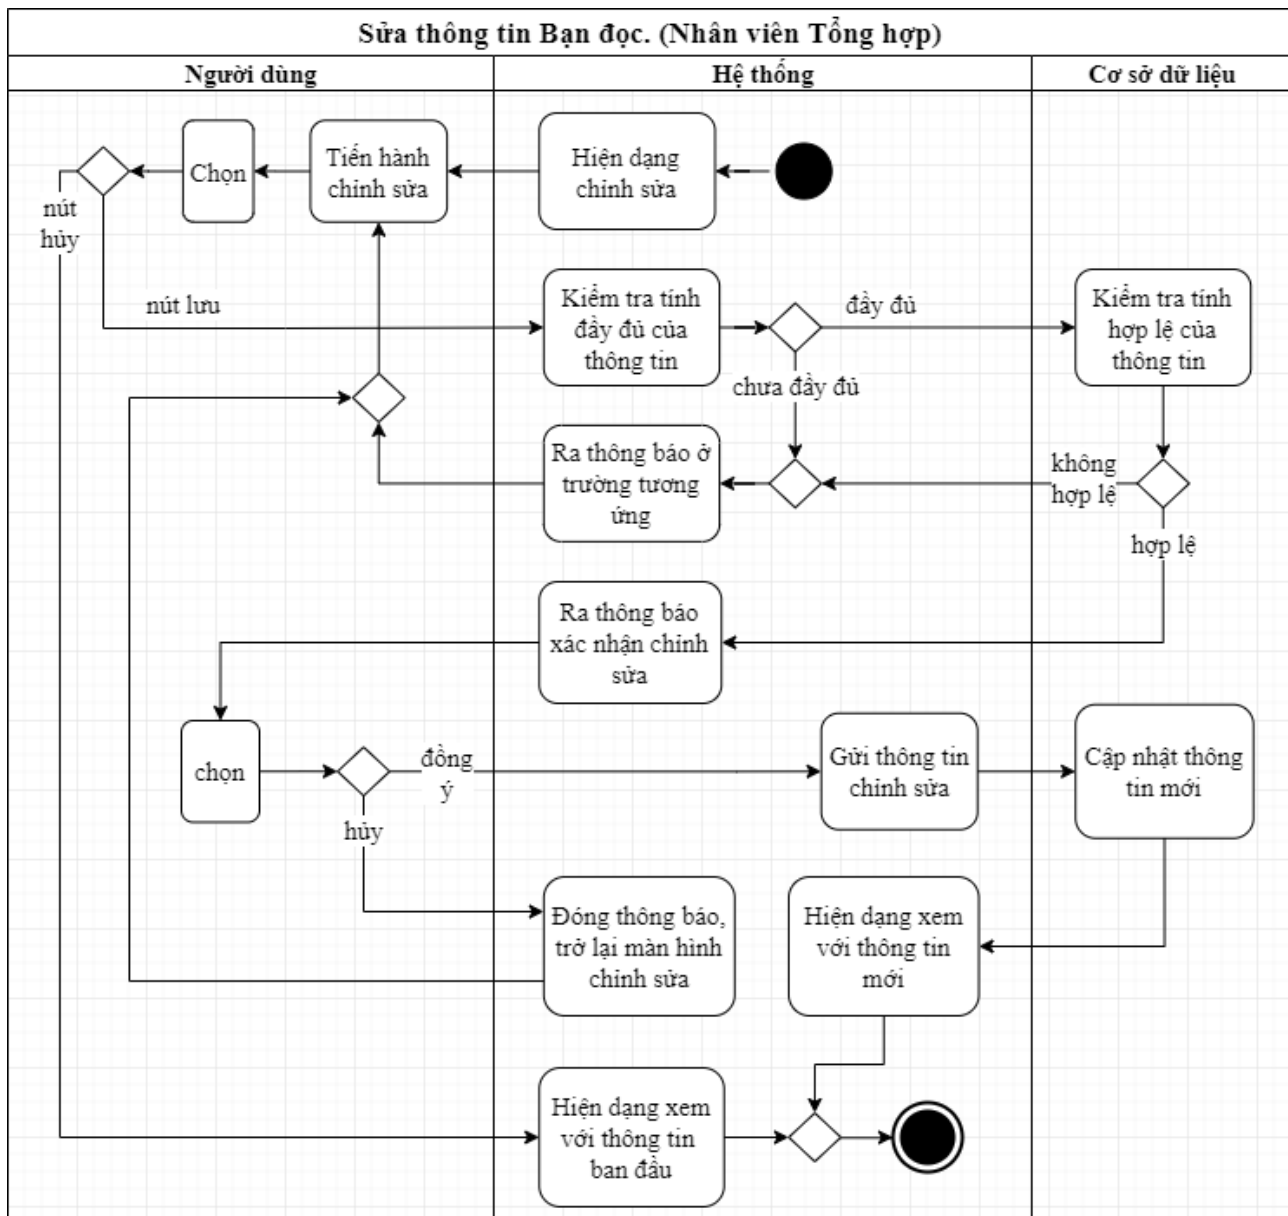 Sửa thông tin Bạn đọc. (Nhân viên Tổng hợp)
Người dùng
Hệ thống
Cơ sở dữ liệu
Chọn
Tiến hành
chỉnh sửa
Hiện dạng
chỉnh sửa
nút
hủy
nút lưu
Kiểm tra tính
đầy đủ của
thông tin
đầy đủ
Kiểm tra tính
hợp lệ của
thông tin
chưa đầy đủ
Ra thông báo ở
trường tương
ứng
không
hợp lệ
hợp lệ
Ra thông báo
xác nhận chỉnh
sửa
chọn
đồng
ý
hủy
Gửi thông tin
chỉnh sửa
Cập nhật thông
tin mới
Đóng thông báo,
trở lại màn hình
chỉnh sửa
Hiện dạng xem
với thông tin
mới
Hiện dạng xem
với thông tin
ban đầu